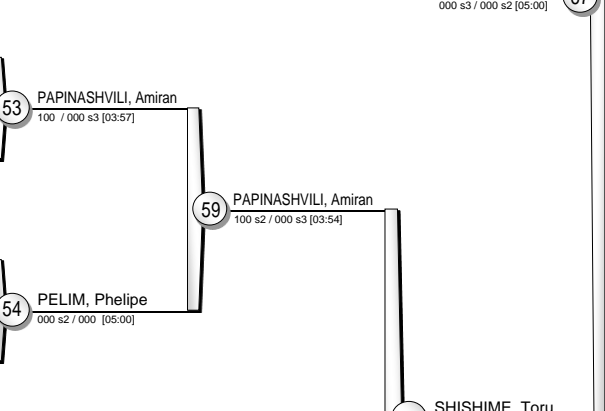 000 s3 / 000 s2 [05:00]
53
PAPINASHVILI, Amiran
100 / 000 s3 [03:57]
59
PAPINASHVILI, Amiran
100 s2 / 000 s3 [03:54]
54
PELIM, Phelipe
000 s2 / 000 [05:00]
SHISHIME, Toru